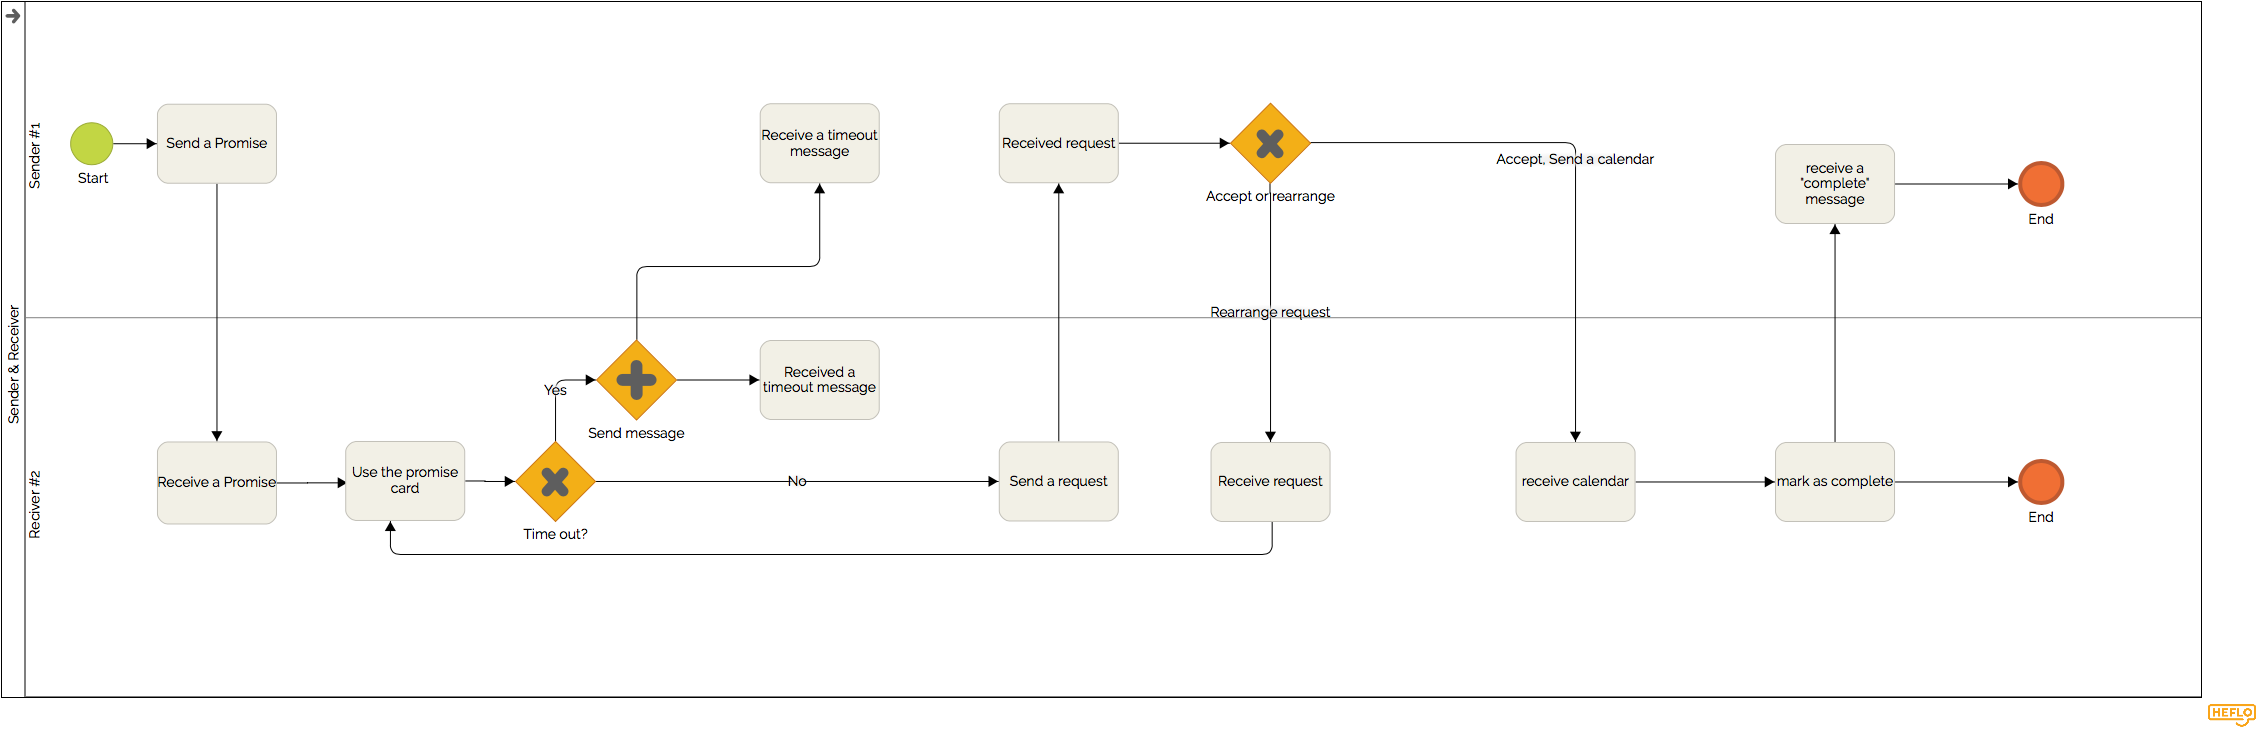 Sender & Receiver
Sender #1
Start
Send a Promise
Receive a timeout
message
Received request
Accept or rearrange
Accept, Send a calendar
Rearrange request
receive a
"complete"
message
End
Reciver #2
Receive a Promise
Use the promise
card
Time out?
Yes
Send message
Received a
timeout message
No
Send a request
Receive request
receive calendar
mark as complete
End
HEFLO